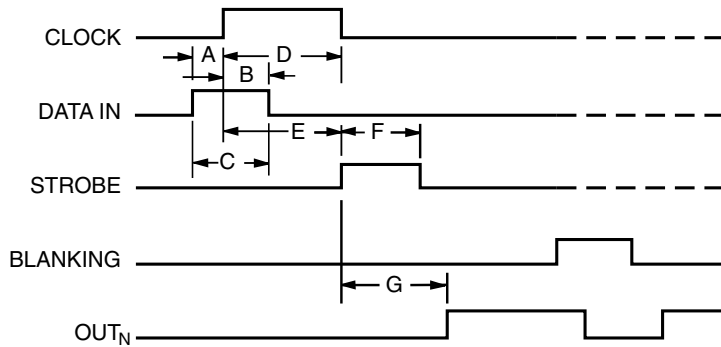 CLOCK
A D
B
DATA IN
E F
C
STROBE
BLANKING
G
OUTN